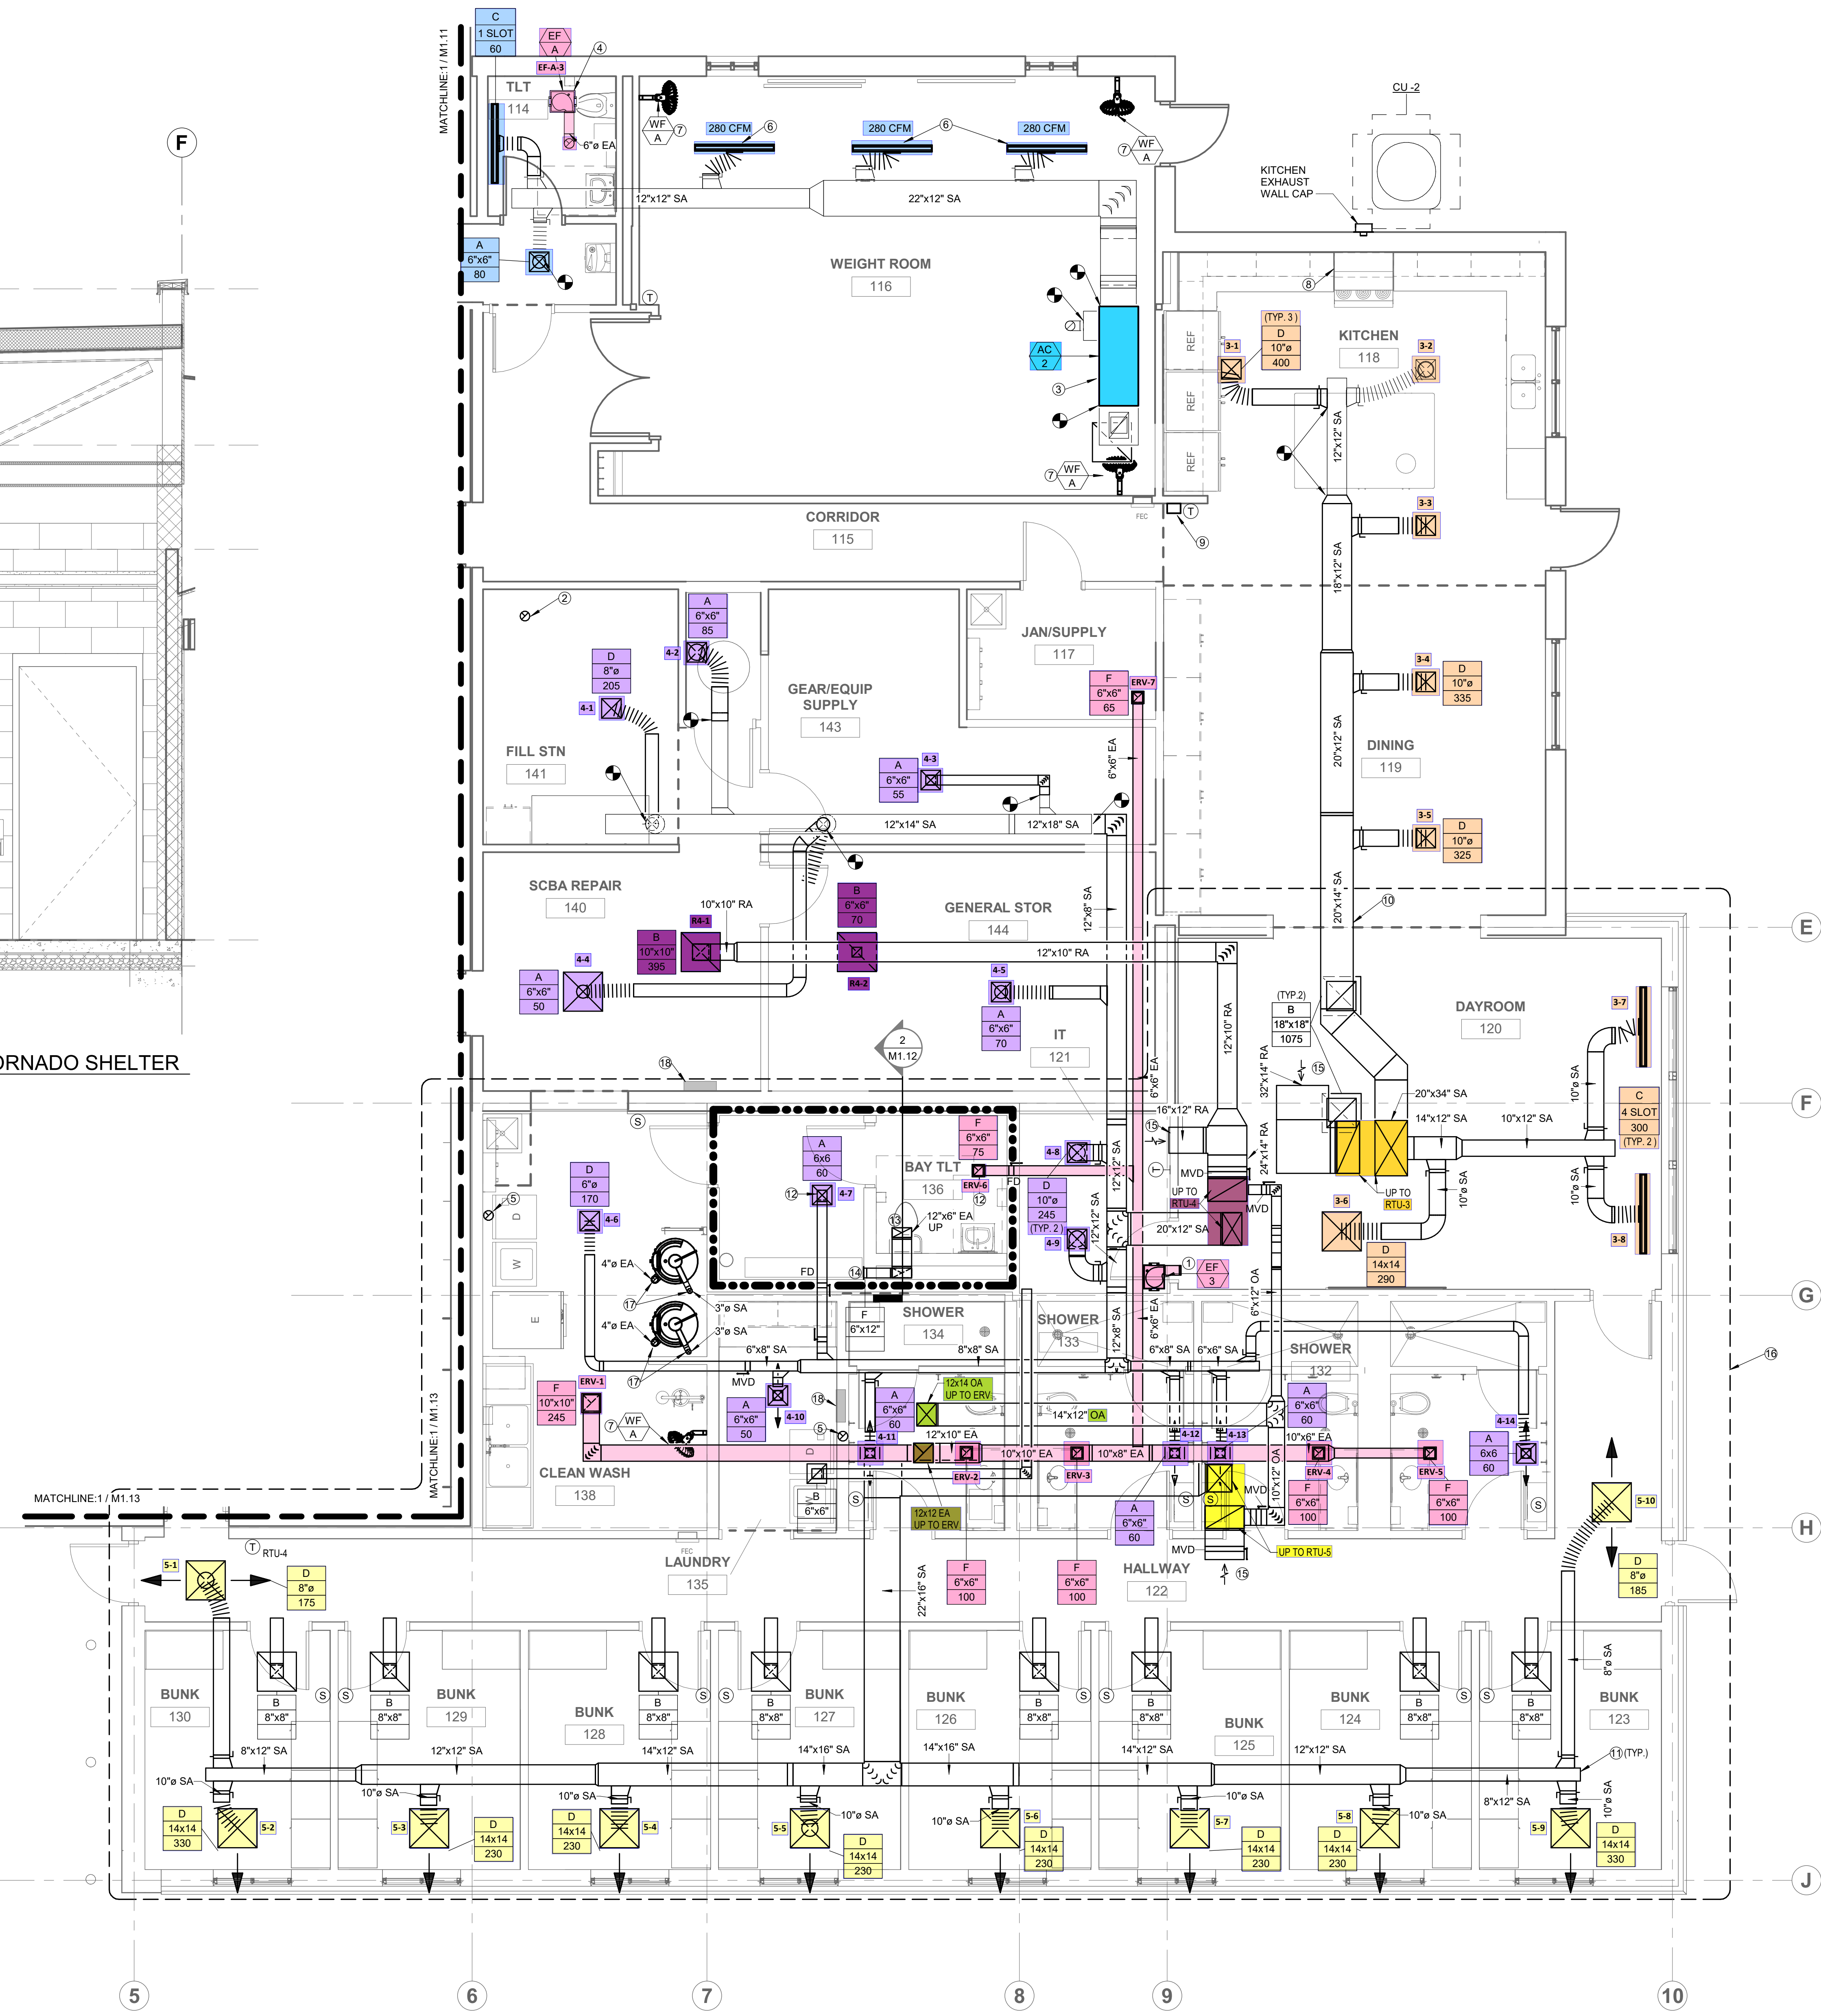 C
1 SLOT
60
EF
A
4
EF-A-3
MATCHLINE:1 / M1.11
TLT
114
6"ø EA
WF
A
7
280 CFM
6
280 CFM
6
280 CFM
7
WF
A
CU -2
KITCHEN
EXHAUST
WALL CAP
F
12"x12" SA
22"x12" SA
A
6"x6"
80
WEIGHT ROOM
116
T
8
AC
2
3
REF
REF
REF
(TYP. 3 )
D
10"ø
400
3-1
KITCHEN
118
3-2
12"x12" SA
7
WF
A
FEC
T
9
CORRIDOR
115
3-3
18"x12" SA
2
A
6"x6"
85
4-2
D
8"ø
205
4-1
JAN/SUPPLY
117
F
6"x6"
65
ERV-7
GEAR/EQUIP
SUPPLY
143
FILL STN
141
3-4
D
10"ø
335
20"x12" SA
DINING
119
6"x6" EA
A
6"x6"
55
4-3
12"x14" SA
12"x18" SA
3-5
D
10"ø
325
SCBA REPAIR
140
10"x10" RA
R4-1
B
10"x10"
395
B
6"x6"
70
R4-2
GENERAL STOR
144
12"x8" SA
20"x14" SA
10
E
12"x10" RA
A
6"x6"
50
4-4
4-5
A
6"x6"
70
12"x10" RA
(TYP.2)
B
18"x18"
1075
DAYROOM
120
3-7
IT
121
2
M1.12
ORNADO SHELTER
18
6"x6" EA
32"x14" RA
15
10"ø SA
20"x34" SA
14"x12" SA
10"x12" SA
C
4 SLOT
300
(TYP. 2 )
F
S
16"x12" RA
15
24"x14" RA
F
6"x6"
75
BAY TLT
136
ERV-6
12
FD
A
6x6
60
12
4-7
4-8
12"x12" SA
T
MVD
UP TO
RTU-4
MVD
UP TO
RTU-3
10"ø SA
10"ø SA
D
6"ø
170
4-6
5
D
W
E
13
12"x6" EA
UP
D
10"ø
245
(TYP. 2 )
4-9
12"x12" SA
20"x12" SA
3-6
D
14x14
290
3-8
4"ø EA
17
3"ø SA
4"ø EA
3"ø SA
17
FD
14
1
EF
3
6"x12" OA
G
F
6"x12"
SHOWER
134
SHOWER
133
12"x8" SA
6"x6" EA
SHOWER
132
16
6"x8" SA
8"x8" SA
6"x8" SA
6"x6" SA
MVD
ERV-1
F
10"x10"
245
7
WF
A
A
6"x6"
50
4-10
18
5
A
6"x6"
60
4-11
12x14 OA
UP TO ERV
14"x12" OA
A
6"x6"
60
4-14
A
6x6
60
12"x10" EA
10"x10" EA
10"x8" EA
4-12
4-13
10"x6" EA
ERV-2
ERV-3
ERV-4
ERV-5
CLEAN WASH
138
D
B
6"x6"
S
12x12 EA
UP TO ERV
A
6"x6"
60
S
S
MVD
10"x12" OA
F
6"x6"
100
F
6"x6"
100
S
5-10
MATCHLINE:1 / M1.13
MATCHLINE:1 / M1.13
H
T
RTU-4
FEC
LAUNDRY
135
22"x16" SA
F
6"x6"
100
F
6"x6"
100
HALLWAY
122
MVD
15
UP TO RTU-5
5-1
D
8"ø
175
D
8"ø
185
BUNK
130
B
8"x8"
S
S
B
8"x8"
BUNK
129
BUNK
128
B
8"x8"
S
S
B
8"x8"
BUNK
127
BUNK
126
B
8"x8"
S
S
B
8"x8"
BUNK
125
BUNK
124
B
8"x8"
S
S
B
8"x8"
8"ø SA
BUNK
123
8"x12" SA
12"x12" SA
14"x12" SA
14"x16" SA
14"x16" SA
14"x12" SA
12"x12" SA
8"x12" SA
11
(TYP.)
10"ø SA
10"ø SA
10"ø SA
10"ø SA
10"ø SA
10"ø SA
10"ø SA
10"ø SA
D
14x14
330
5-2
5-3
D
14x14
230
D
14x14
230
5-4
5-5
D
14x14
230
5-6
D
14x14
230
5-7
D
14x14
230
D
14x14
230
5-8
5-9
D
14x14
330
J
5
6
7
8
9
10